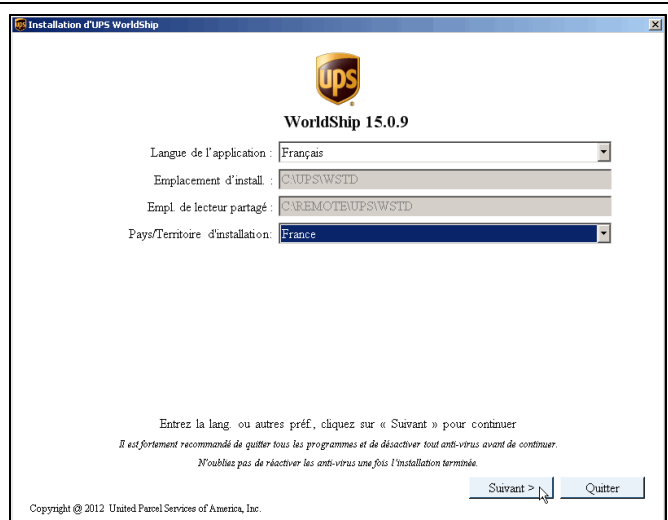 Installation d'UPS WorldShip
ups
WorldShip 15.0.9
Langue de l'application : Français
Emplacement d'install. : C:\UPS\WSTD
Empl. de lecteur partagé : C:\REMOTE\UPS\WSTD
Pays/Territoire d'installation: France
Entrez la lang. ou autres préf., cliquez sur « Suivant » pour continuer
Il est fortement recommandé de quitter tous les programmes et de désactiver tout anti-virus avant de continuer.
N'oubliez pas de réactiver les anti-virus une fois l'installation terminée.
Suivant > Quitter
Copyright @ 2012 United Parcel Services of America, Inc.